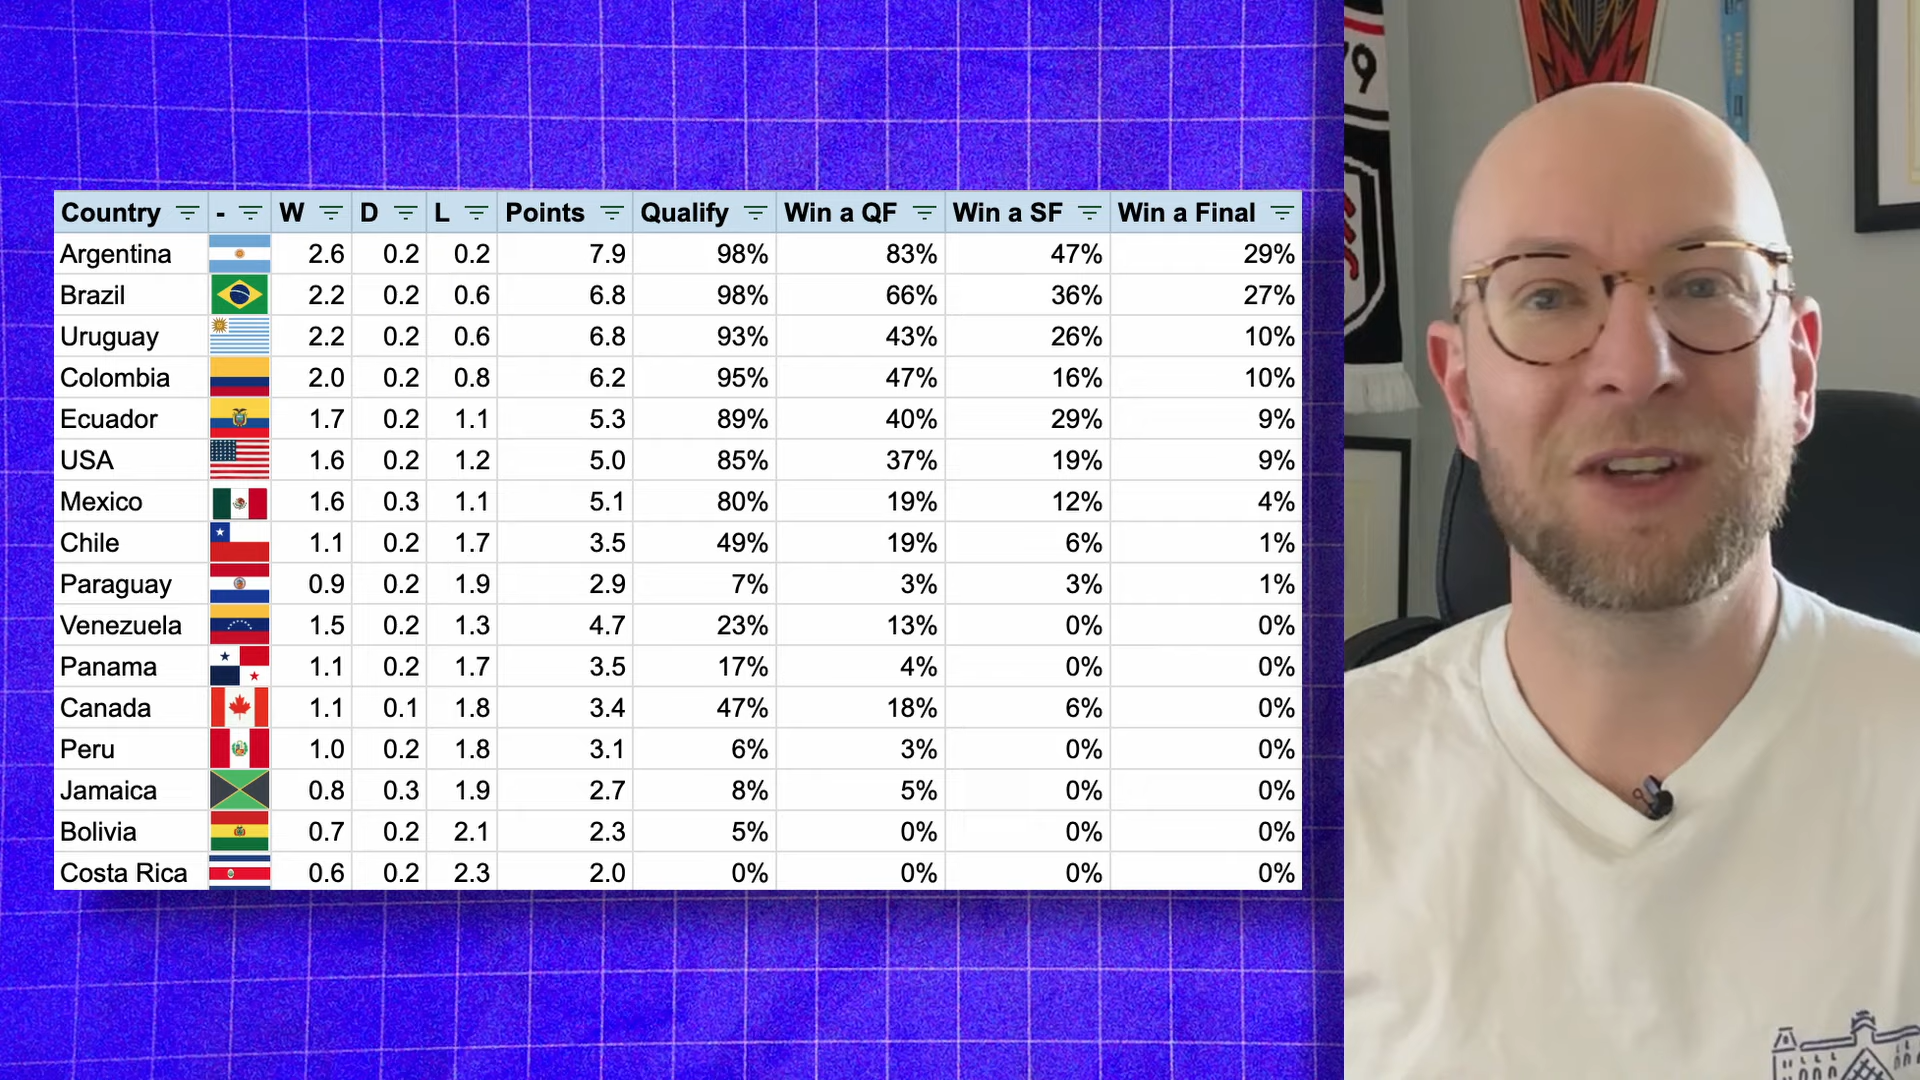 Country - W D L Points Qualify Win a QF Win a SF Win a Final
Argentina 2.6 0.2 0.2 7.9 98% 83% 47% 29%
Brazil 2.2 0.2 0.6 6.8 98% 66% 36% 27%
Uruguay 2.2 0.2 0.6 6.8 93% 43% 26% 10%
Colombia 2.0 0.2 0.8 6.2 95% 47% 16% 10%
Ecuador 1.7 0.2 1.1 5.3 89% 40% 29% 9%
USA 1.6 0.2 1.2 5.0 85% 37% 19% 9%
Mexico 1.6 0.3 1.1 5.1 80% 19% 12% 4%
Chile 1.1 0.2 1.7 3.5 49% 19% 6% 1%
Paraguay 0.9 0.2 1.9 2.9 7% 3% 3% 1%
Venezuela 1.5 0.2 1.3 4.7 23% 13% 0% 0%
Panama 1.1 0.2 1.7 3.5 17% 4% 0% 0%
Canada 1.1 0.1 1.8 3.4 47% 18% 6% 0%
Peru 1.0 0.2 1.8 3.1 6% 3% 0% 0%
Jamaica 0.8 0.3 1.9 2.7 8% 5% 0% 0%
Bolivia 0.7 0.2 2.1 2.3 5% 0% 0% 0%
Costa Rica 0.6 0.2 2.3 2.0 0% 0% 0% 0%
79